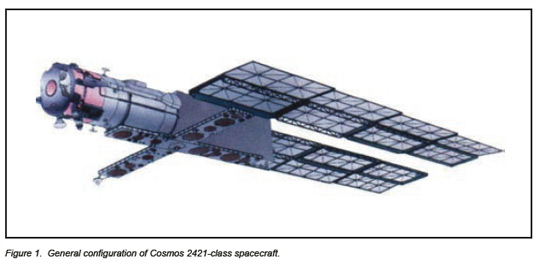 Figure 1.  General configuration of Cosmos 2421-class spacecraft.